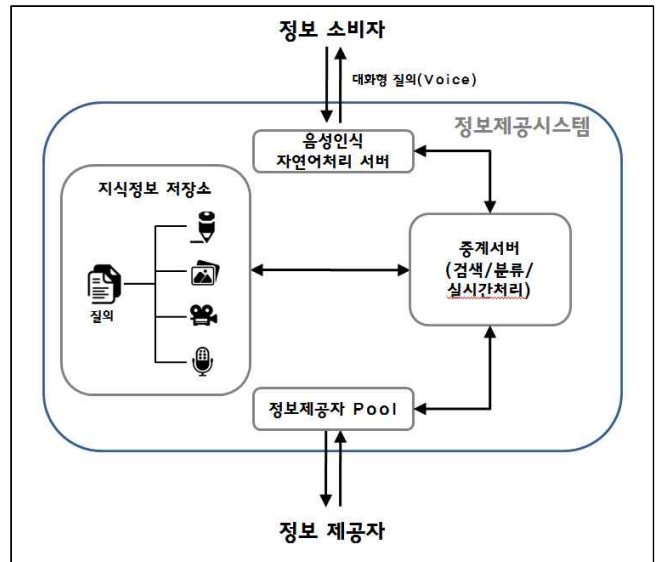 정보 소비자
대화형 질의(Voice)
정보제공시스템
음성인식
자연어처리 서버
지식정보 저장소
질의
중계서버
(검색/분류/
실시간처리)
정보제공자 Pool
정보 제공자